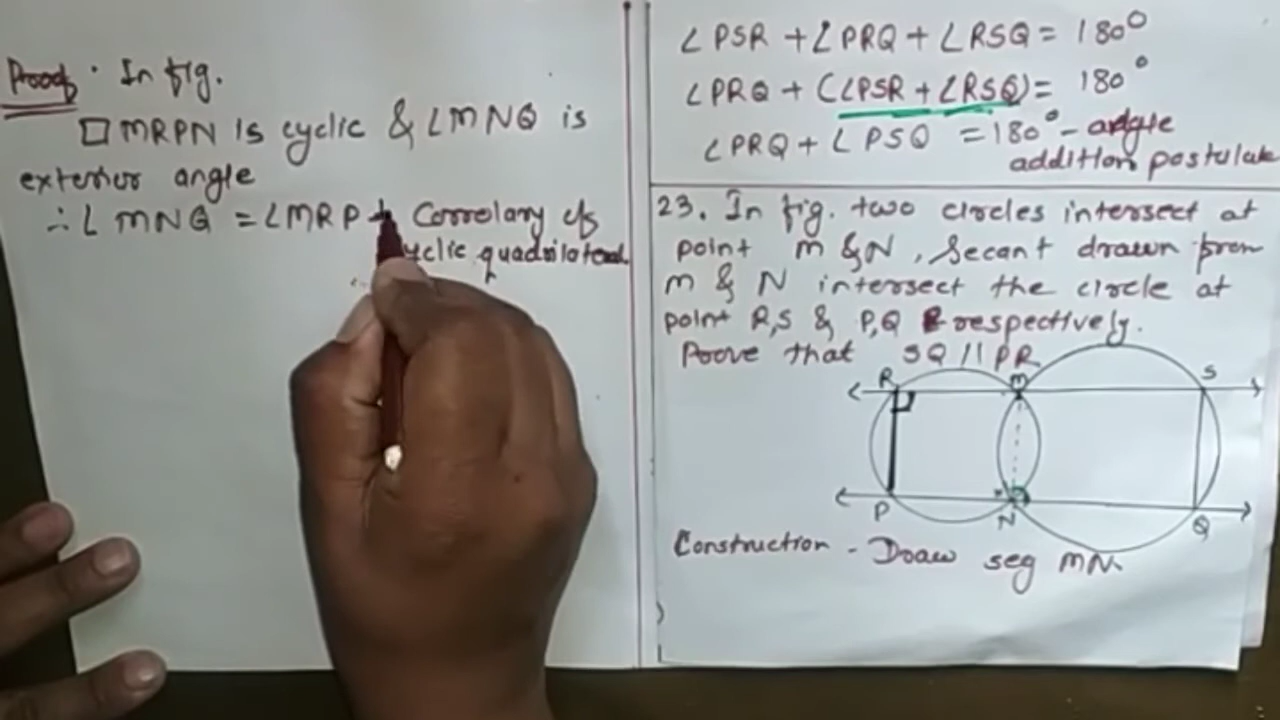 Proof. In fig.
□ MRPN is cyclic & ∠MNQ is
exterior angle
∴ ∠ MNQ = ∠MRP Correlary of
cyclic quadrilateral
∠PSR + ∠PRQ + ∠RSQ = 180°
∠PRQ + (∠PSR + ∠RSQ) = 180°
∠PRQ + ∠PSQ = 180° - angle
addition postulate
23. In fig. two circles intersect at
point M & N, Secant drawn from
M & N intersect the circle at
point R,S & P,Q respectively.
Prove that SQ // PR
R M S
P N Q
Construction - Draw seg MN.